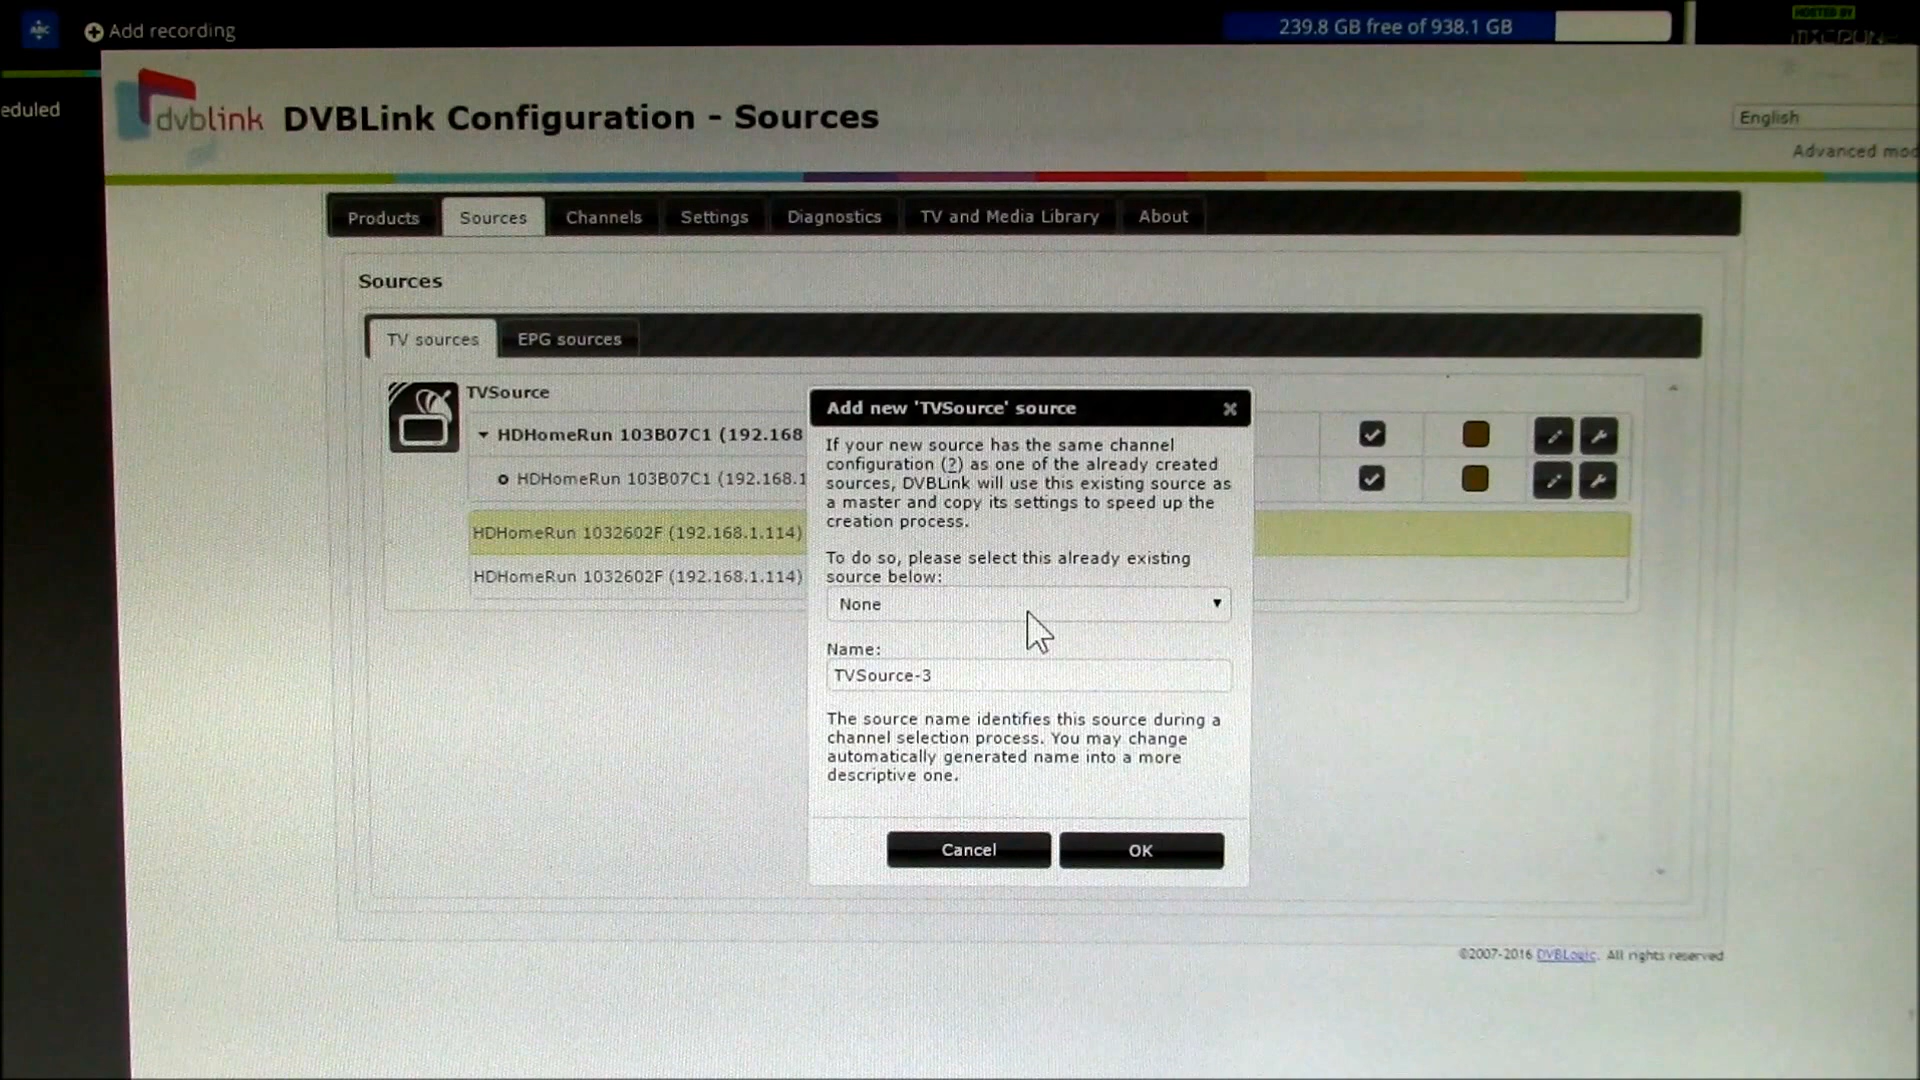 ABC
Add recording
239.8 GB free of 938.1 GB
HOSTED BY
eduled
dvblink
DVBLink Configuration - Sources
English
Advanced mod
Products
Sources
Channels
Settings
Diagnostics
TV and Media Library
About
Sources
TV sources
EPG sources
TVSource
HDHomeRun 103B07C1 (192.168
HDHomeRun 103B07C1 (192.168.1
HDHomeRun 1032602F (192.168.1.114)
HDHomeRun 1032602F (192.168.1.114)
Add new 'TVSource' source
If your new source has the same channel
configuration (?) as one of the already created
sources, DVBLink will use this existing source as
a master and copy its settings to speed up the
creation process.
To do so, please select this already existing
source below:
None
Name:
TVSource-3
The source name identifies this source during a
channel selection process. You may change
automatically generated name into a more
descriptive one.
Cancel
OK
©2007-2016 DVBLogic. All rights reserved